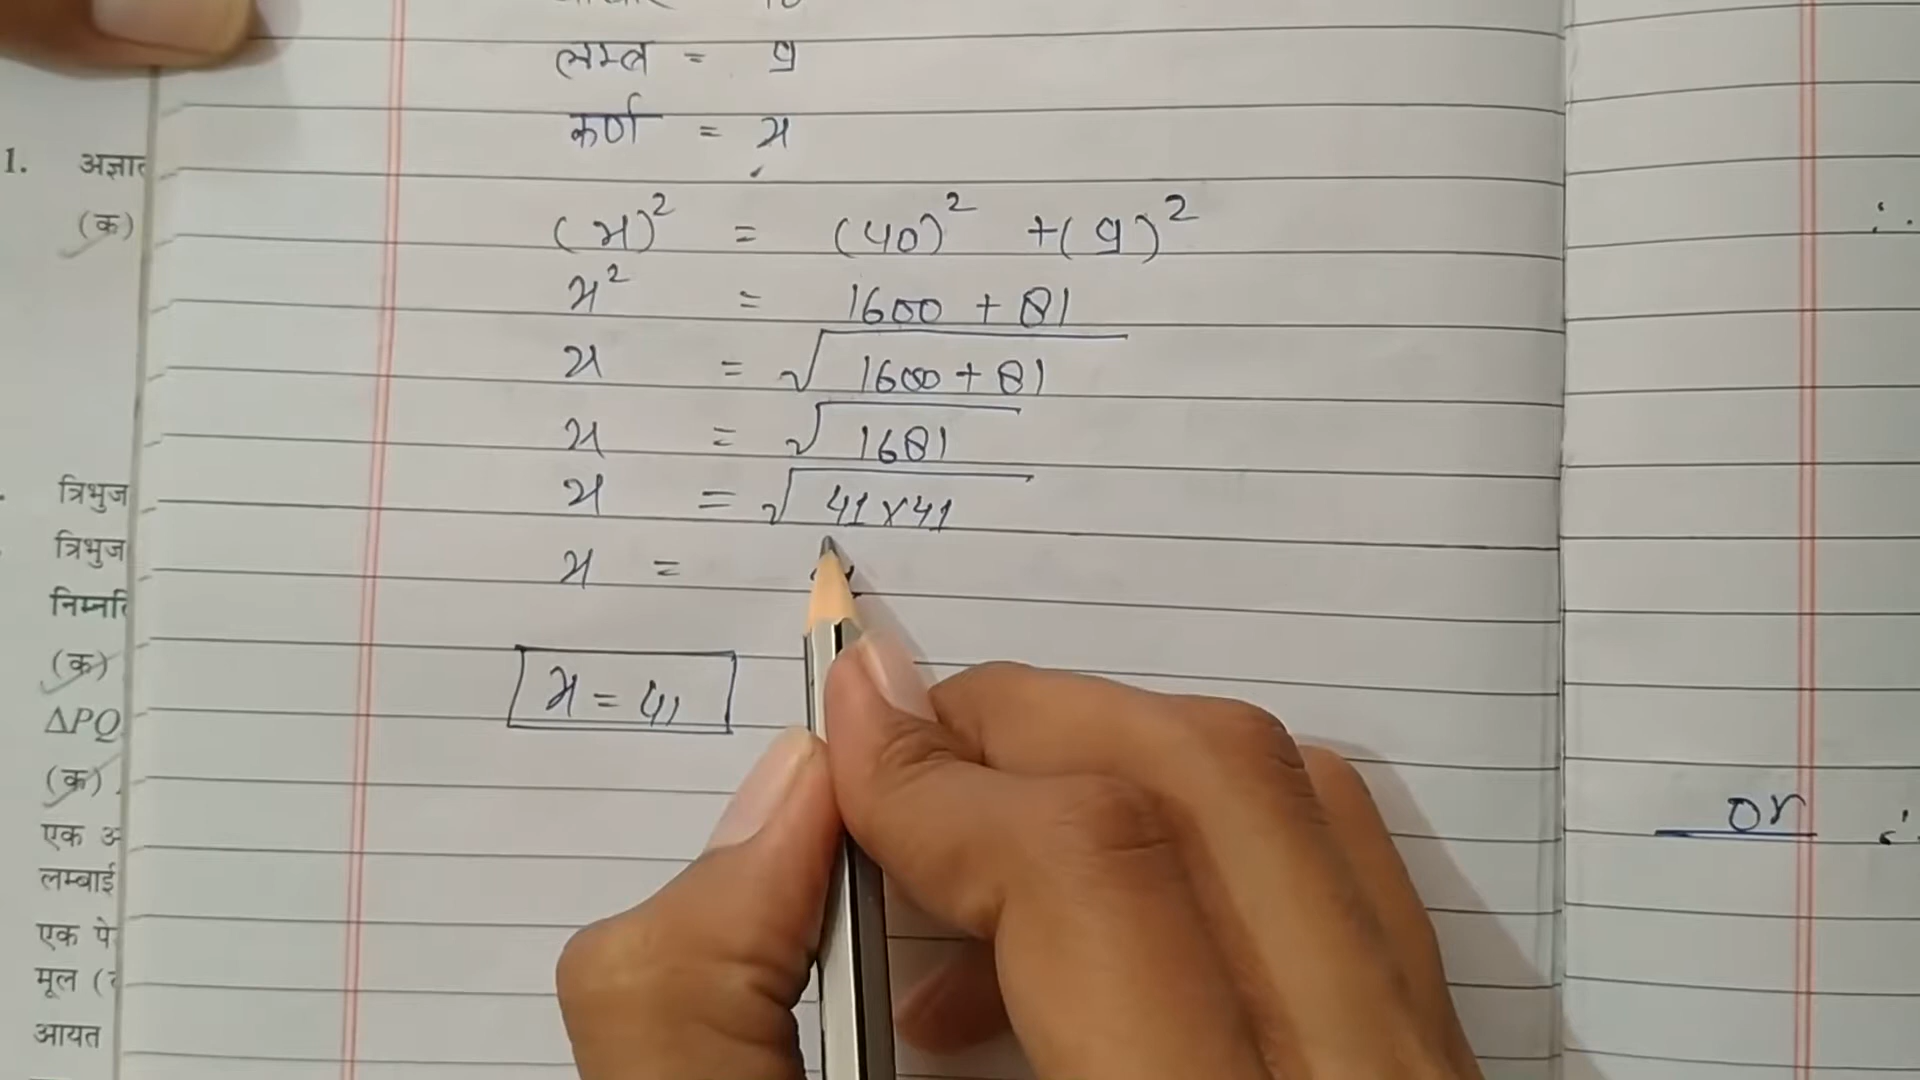 लम्ब = 9
कर्ण = x
(x)² = (40)² + (9)²
x² = 1600 + 81
x = √1600 + 81
x = √1681
x = √41 x 41
x =
x = 41
1.
(क)
त्रिभुज
त्रिभुज
(क)
ΔPQ
(क)
एक
लम्बाई
एक
मूल
आयत
or